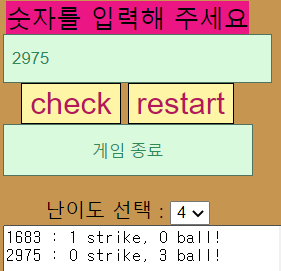 숫자를 입력해 주세요
2975
check restart
게임 종료
난이도 선택 : 4
1683 : 1 strike, 0 ball!
2975 : 0 strike, 3 ball!